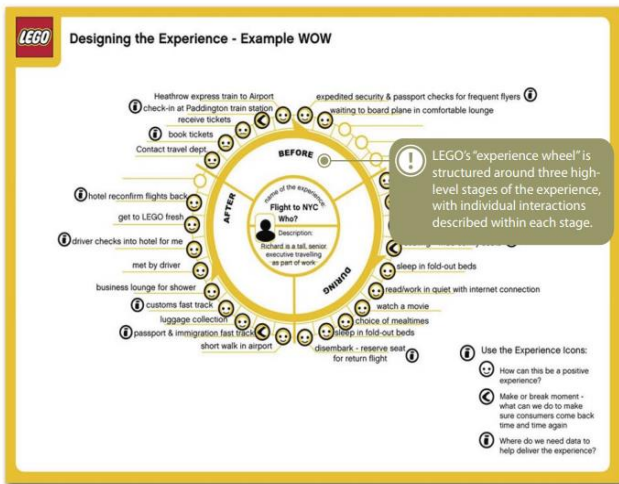 LEGO
Designing the Experience - Example WOW
Heathrow express train to Airport
check-in at Paddington train station
receive tickets
book tickets
Contact travel dept.
expedited security & passport checks for frequent flyers
waiting to board plane in comfortable lounge
BEFORE
AFTER
DURING
name of the experience:
Flight to NYC
Who?
Description:
Richard is a tall, senior
executive travelling
as part of work
! LEGO's "experience wheel" is
structured around three high-
level stages of the experience,
with individual interactions
described within each stage.
hotel reconfirm flights back
get to LEGO fresh
driver checks into hotel for me
met by driver
business lounge for shower
customs fast track
luggage collection
passport & immigration fast track
short walk in airport
sleep in fold-out beds
read/work in quiet with internet connection
watch a movie
choice of mealtimes
sleep in fold-out beds
disembark - reserve seat
for return flight
Use the Experience Icons:
How can this be a positive
experience?
Make or break moment -
what can we do to make
sure consumers come back
time and time again
Where do we need data to
help deliver the experience?